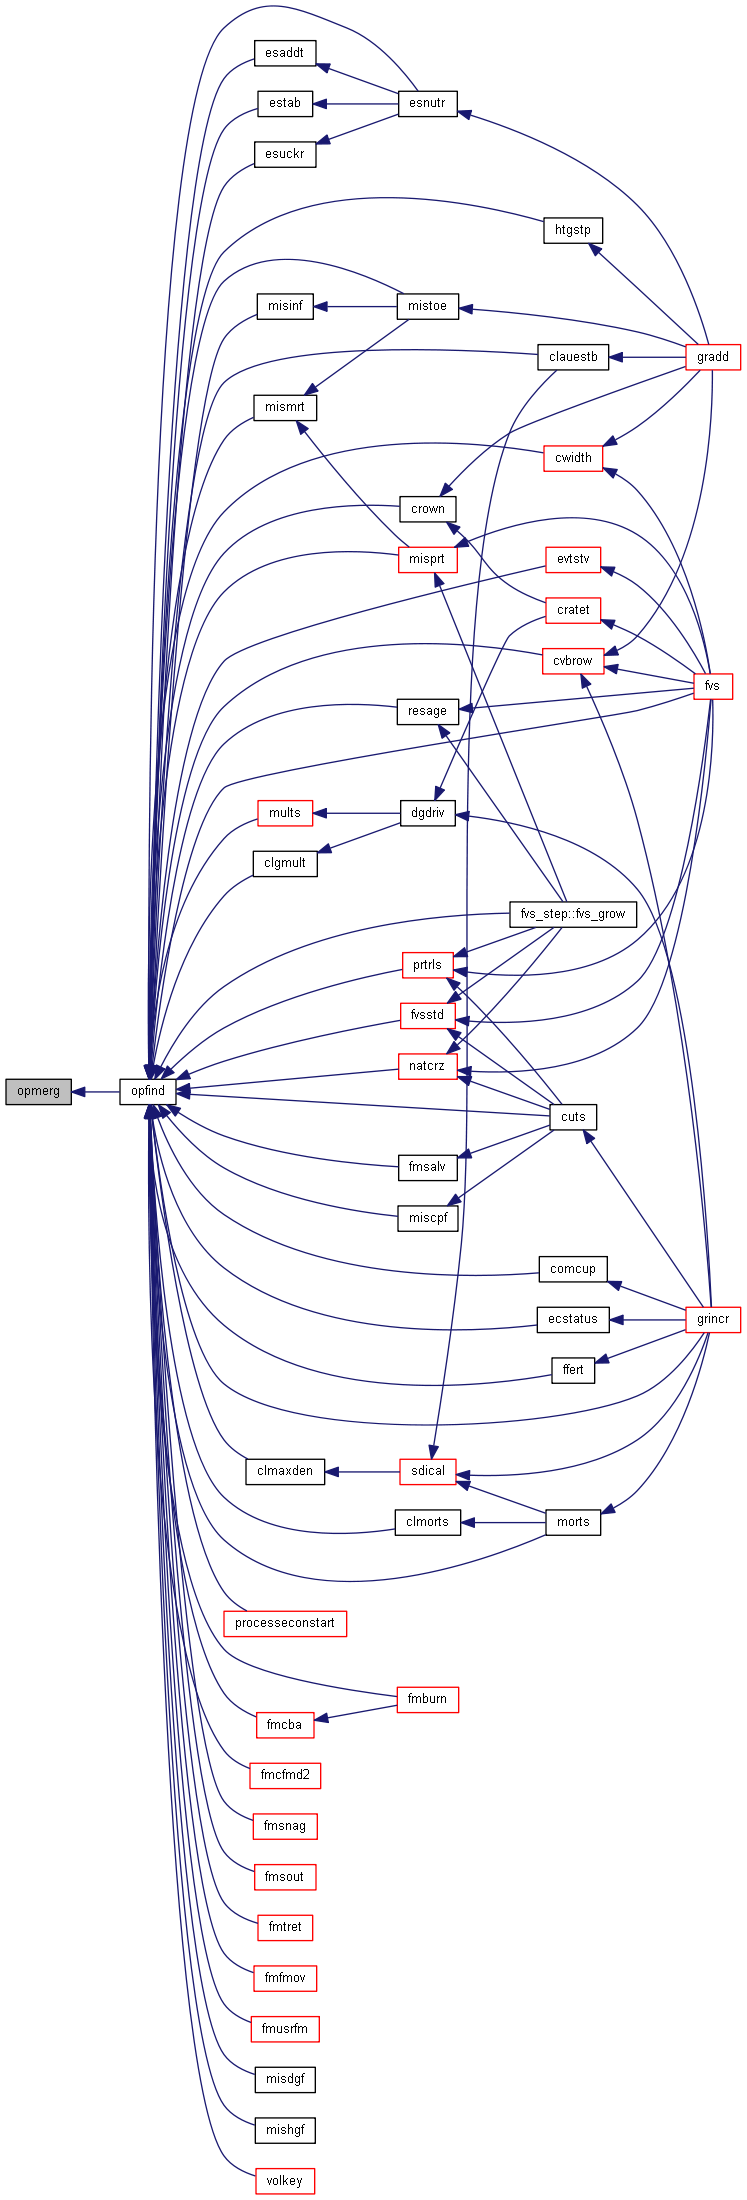 esaddt
estab
esnutr
esuckr
htgstp
misinf
mistoe
clauestb
gradd
mismrt
cwidth
crown
misprt
evtstv
cratet
cvbrow
fvs
resage
mults
dgdriv
clgmult
fvs_step::fvs_grow
prtrls
fvsstd
natcrz
opmerg
opfind
cuts
fmsalv
miscpf
comcup
ecstatus
grincr
ffert
clmaxden
sdical
clmorts
morts
processeconstart
fmburn
fmcba
fmcfmd2
fmsnag
fmsout
fmtret
fmfmov
fmusrfm
misdgf
mishgf
volkey